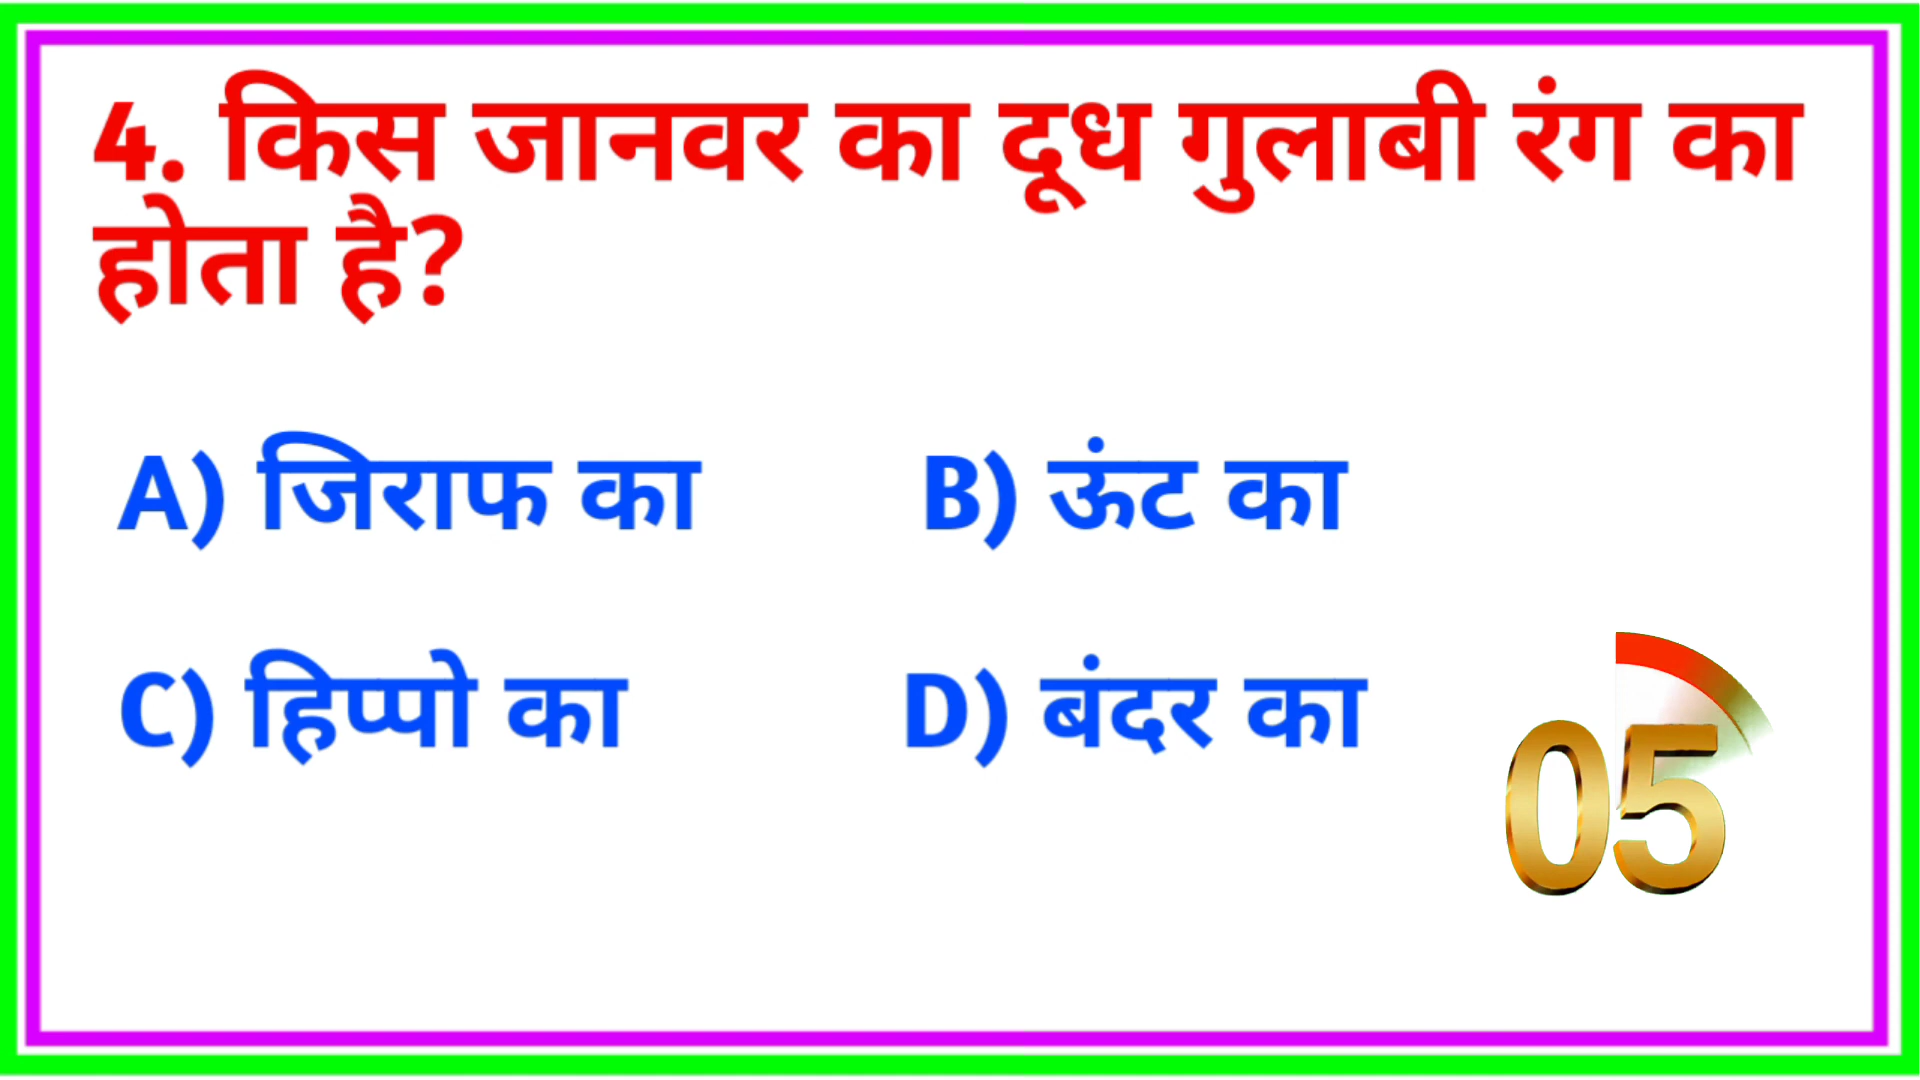 4. किस जानवर का दूध गुलाबी रंग का
होता है?
A) जिराफ का B) ऊंट का
C) हिप्पो का D) बंदर का
05